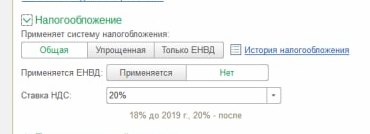 Налогообложение
Применяет систему налогообложения:
Общая Упрощенная Только ЕНВД История налогообложения
Применяется ЕНВД: Применяется Нет
Ставка НДС: 20%
18% до 2019 г., 20% - после